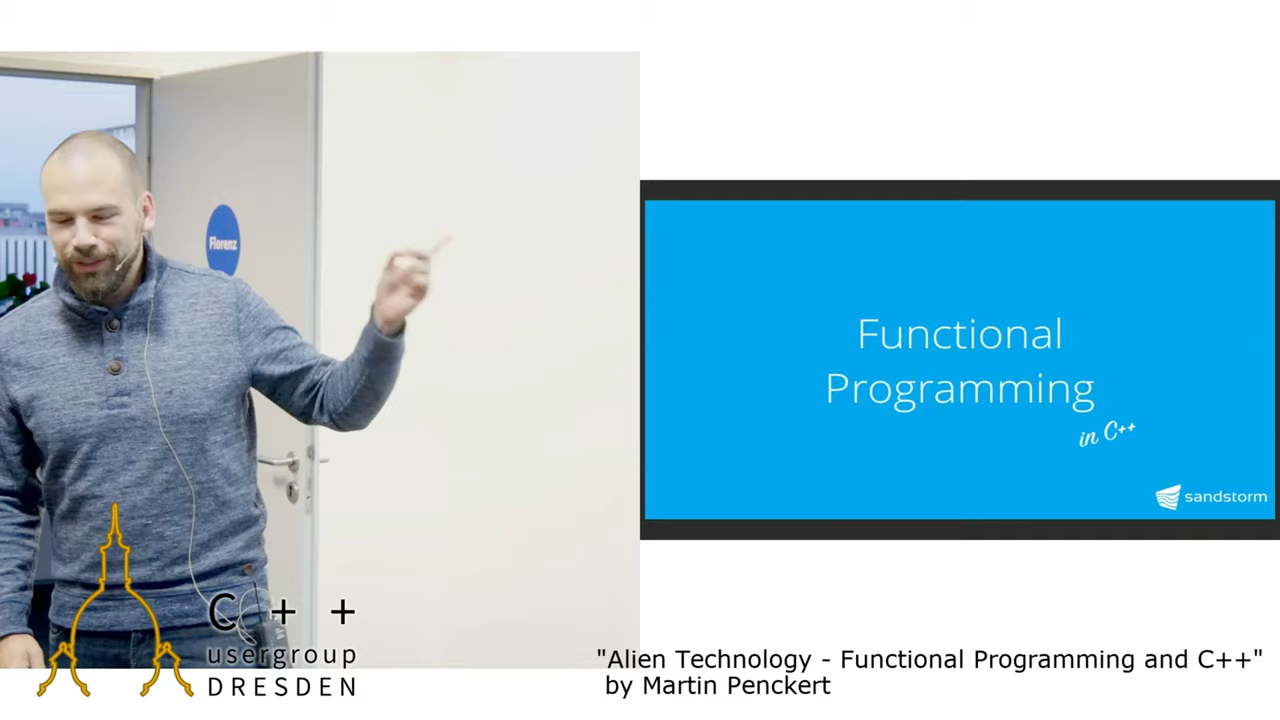 Florenz
Functional
Programming
in C++
sandstorm
C++
usergroup
DRESDEN
"Alien Technology - Functional Programming and C++"
by Martin Penckert